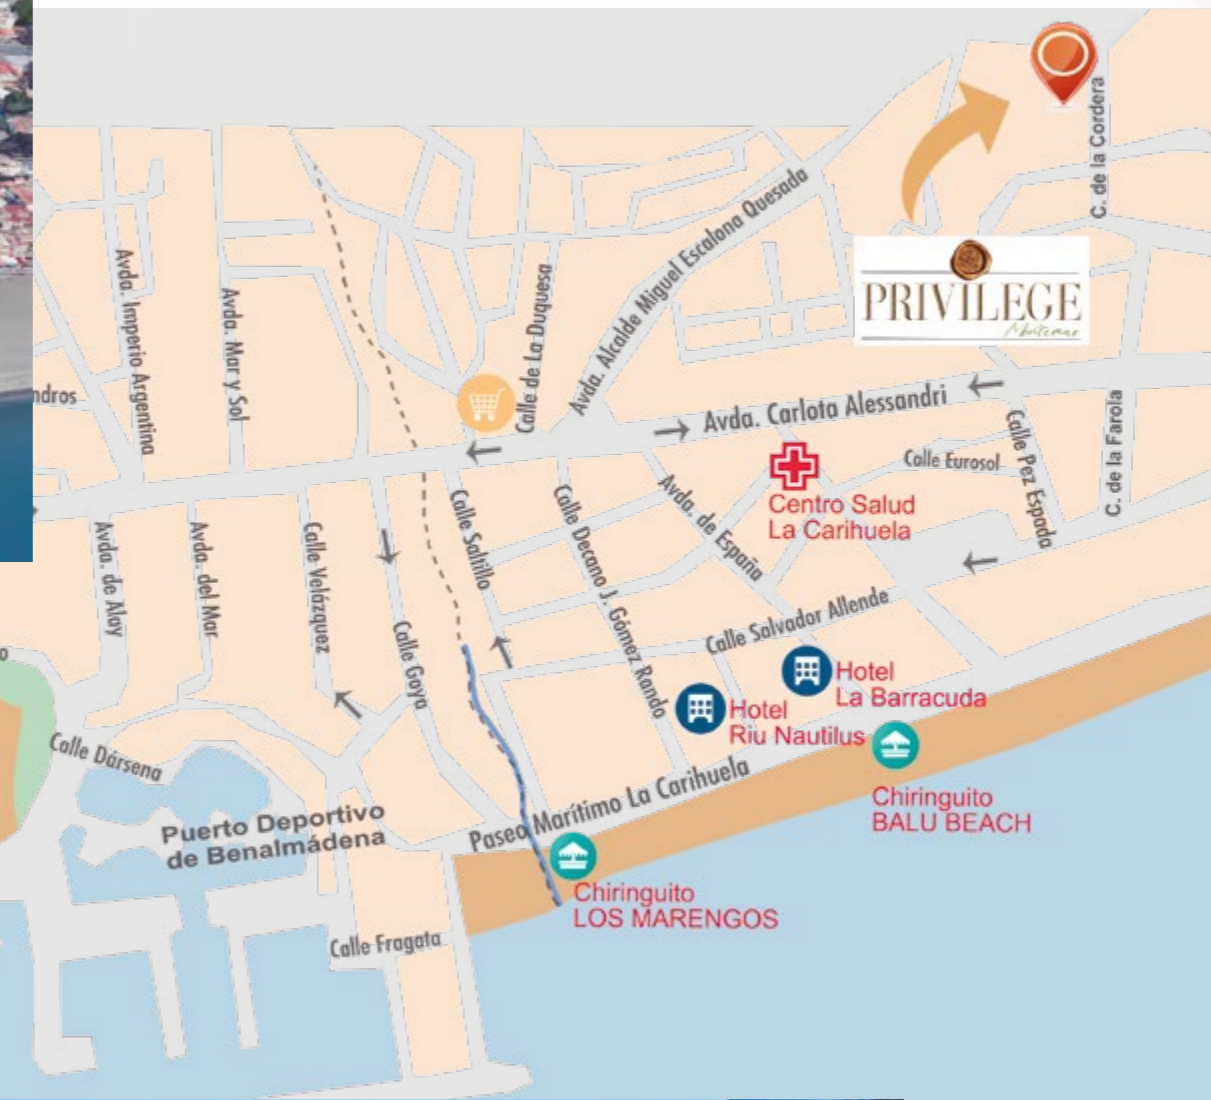 C. de la Cordera
Avda. Alcalde Miguel Escalona Quesada
PRIVILEGE
Montemar
Avda. Imperio Argentina
Avda. Mar y Sol
Calle de La Duquesa
ndros
Avda. Carlota Alessandri
Calle Pez Espada
C. de la Farola
Calle Eurosol
Centro Salud
La Carihuela
Avda. de España
Calle Saltillo
Calle Decano J. Gómez Rando
Avda. de Alay
Avda. del Mar
Calle Velázquez
Calle Goya
Calle Salvador Allende
Hotel
La Barracuda
Hotel
Riu Nautilus
Calle Dársena
Paseo Marítimo La Carihuela
Chiringuito
BALU BEACH
Puerto Deportivo
de Benalmádena
Chiringuito
LOS MARENGOS
Calle Fragata